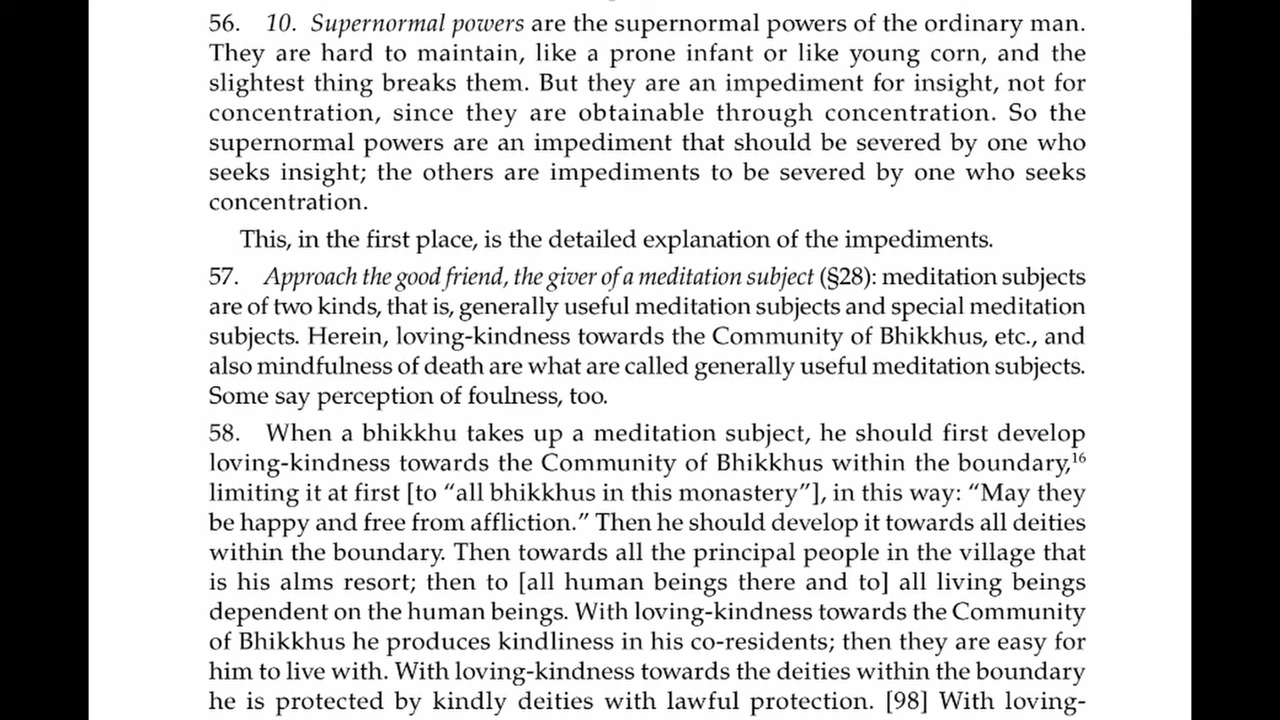 56. 10. Supernormal powers are the supernormal powers of the ordinary man.
They are hard to maintain, like a prone infant or like young corn, and the
slightest thing breaks them. But they are an impediment for insight, not for
concentration, since they are obtainable through concentration. So the
supernormal powers are an impediment that should be severed by one who
seeks insight; the others are impediments to be severed by one who seeks
concentration.
This, in the first place, is the detailed explanation of the impediments.
57. Approach the good friend, the giver of a meditation subject (§28): meditation subjects
are of two kinds, that is, generally useful meditation subjects and special meditation
subjects. Herein, loving-kindness towards the Community of Bhikkhus, etc., and
also mindfulness of death are what are called generally useful meditation subjects.
Some say perception of foulness, too.
58. When a bhikkhu takes up a meditation subject, he should first develop
loving-kindness towards the Community of Bhikkhus within the boundary,¹⁶
limiting it at first [to “all bhikkhus in this monastery”], in this way: “May they
be happy and free from affliction.” Then he should develop it towards all deities
within the boundary. Then towards all the principal people in the village that
is his alms resort; then to [all human beings there and to] all living beings
dependent on the human beings. With loving-kindness towards the Community
of Bhikkhus he produces kindliness in his co-residents; then they are easy for
him to live with. With loving-kindness towards the deities within the boundary
he is protected by kindly deities with lawful protection. [98] With loving-